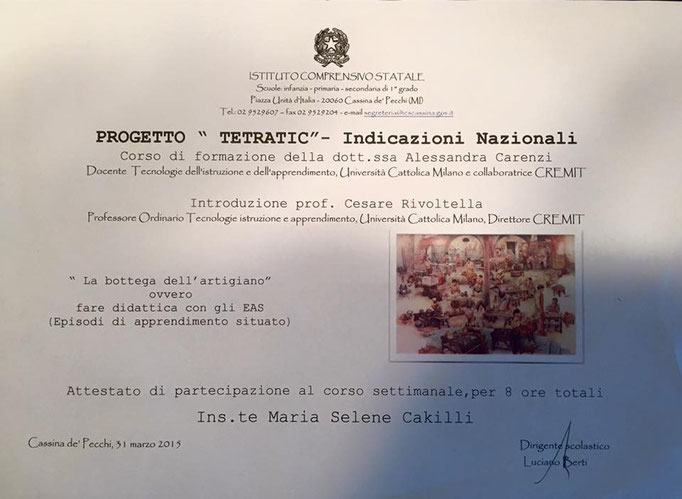 ISTITUTO COMPRENSIVO STATALE
Scuole: infanzia - primaria - secondaria di 1° grado
Piazza Unità d'Italia - 20060 Cassina de' Pecchi (MI)
Tel.: 02 9529607 - fax 02 9529204 - e-mail
PROGETTO " TETRATIC"- Indicazioni Nazionali
Corso di formazione della dott.ssa Alessandra Carenzi
Docente Tecnologie dell'istruzione e dell'apprendimento, Università Cattolica Milano e collaboratrice CREMIT
Introduzione prof. Cesare Rivoltella
Professore Ordinario Tecnologie istruzione e apprendimento, Università Cattolica Milano, Direttore CREMIT
" La bottega dell'artigiano"
ovvero
fare didattica con gli EAS
(Episodi di apprendimento situato)
Attestato di partecipazione al corso settimanale,per 8 ore totali
Ins.te Maria Selene Cakilli
Cassina de' Pecchi, 31 marzo 2015
Dirigente scolastico
Luciano Berti